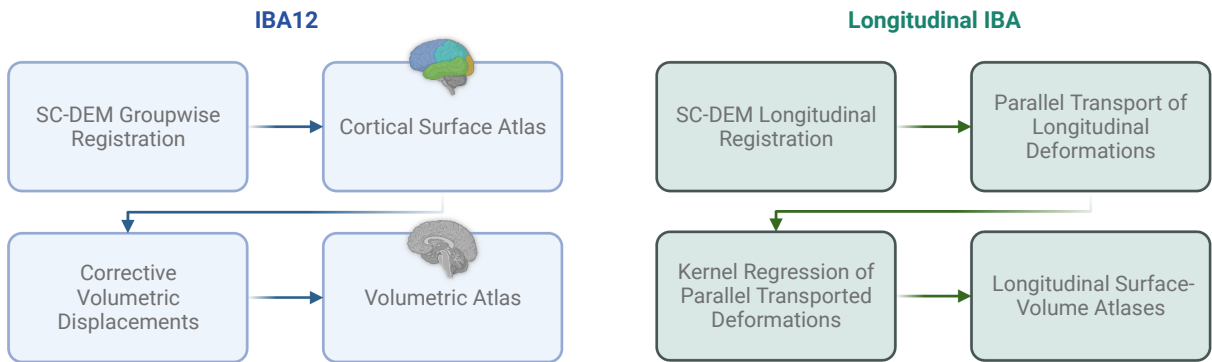 IBA12
SC-DEM Groupwise
Registration
Cortical Surface Atlas
Corrective
Volumetric
Displacements
Volumetric Atlas
Longitudinal IBA
SC-DEM Longitudinal
Registration
Parallel Transport of
Longitudinal
Deformations
Kernel Regression of
Parallel Transported
Deformations
Longitudinal Surface-
Volume Atlases